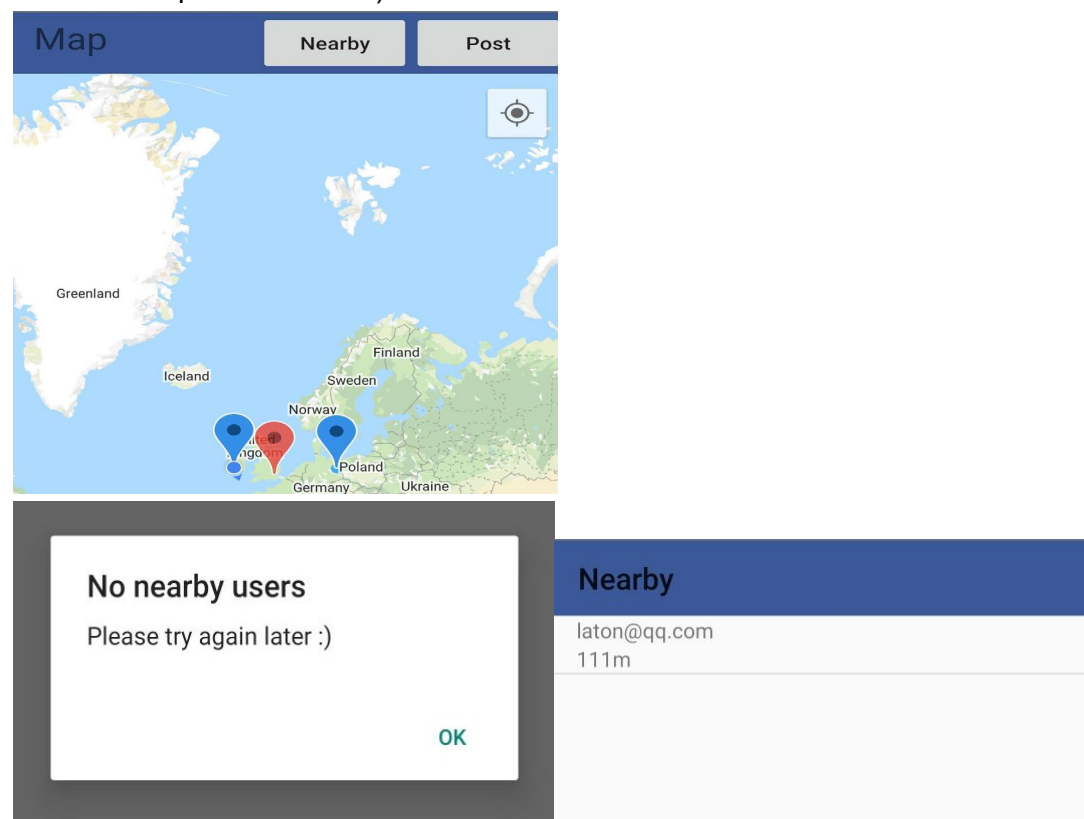 Map
Nearby
Post
Greenland
Iceland
Finland
Sweden
Norway
Poland
Germany
Ukraine
No nearby users
Please try again later :)
OK
Nearby
laton@qq.com
111m